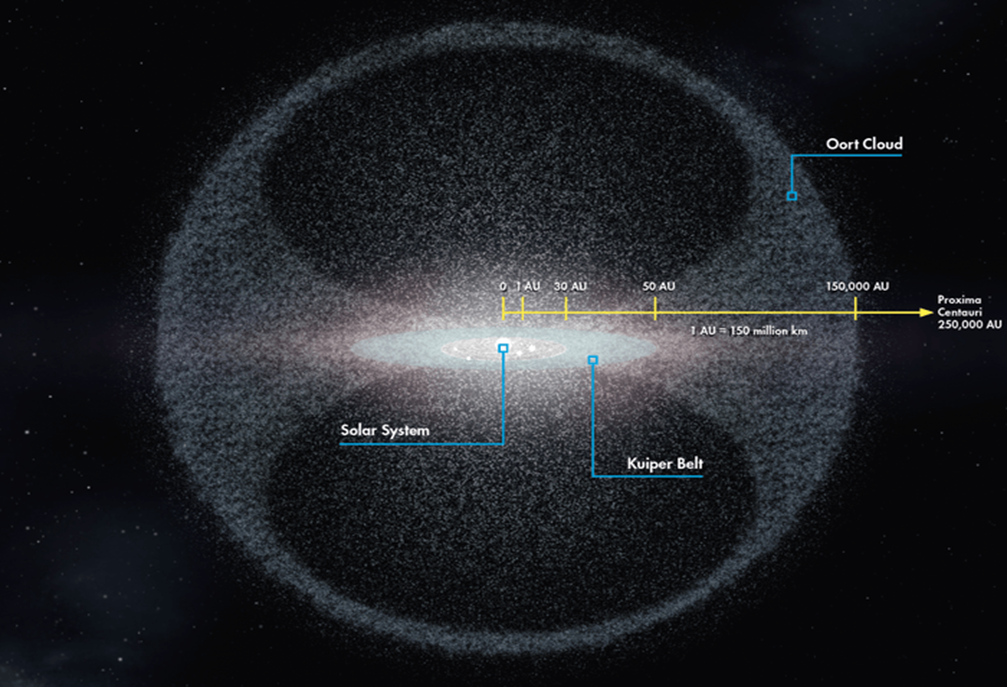 Oort Cloud
0 1 AU 30 AU 50 AU 150,000 AU
Proxima
Centauri
250,000 AU
1 AU = 150 million km
Solar System
Kuiper Belt